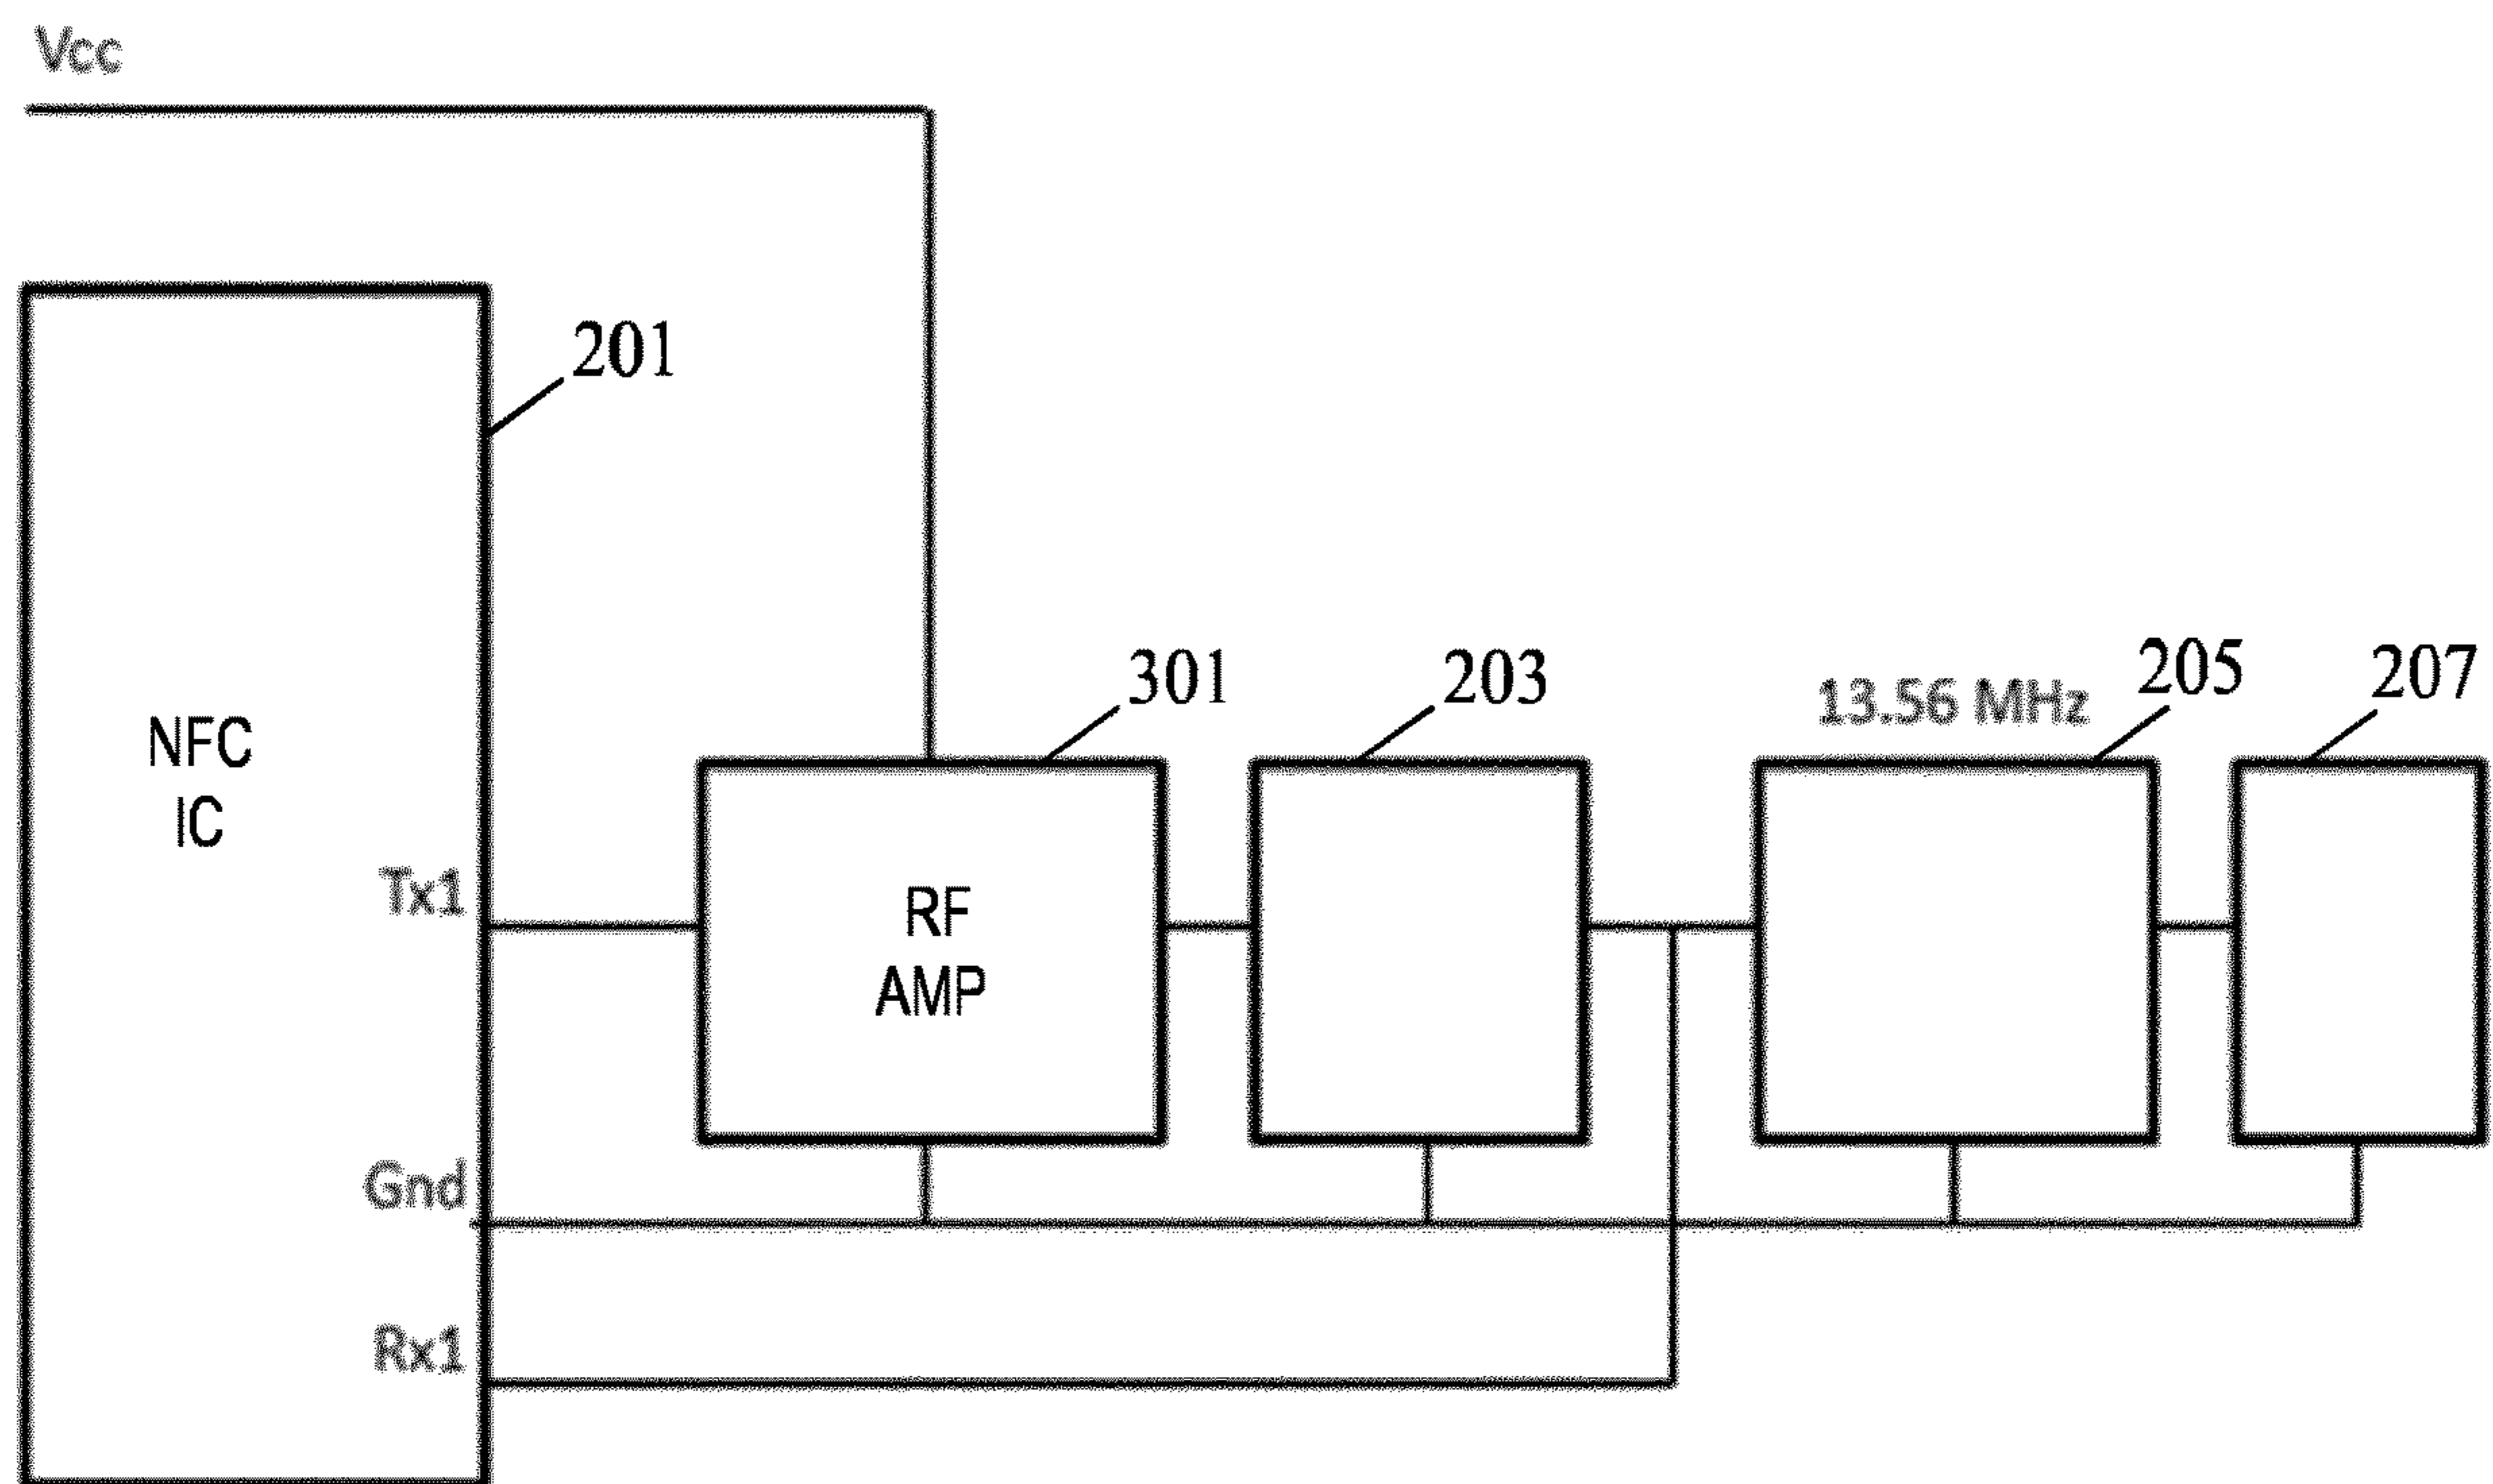 Vcc
201
301
203
13.56 MHz
205
207
NFC
IC
Tx1
RF
AMP
Gnd
Rx1